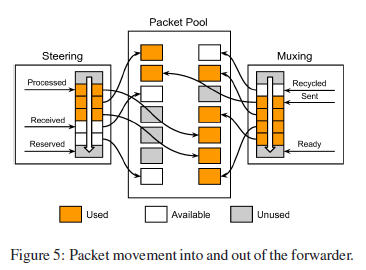 Packet Pool
Steering
Muxing
Processed
Received
Reserved
Recycled
Sent
Ready
Used
Available
Unused
Figure 5: Packet movement into and out of the forwarder.